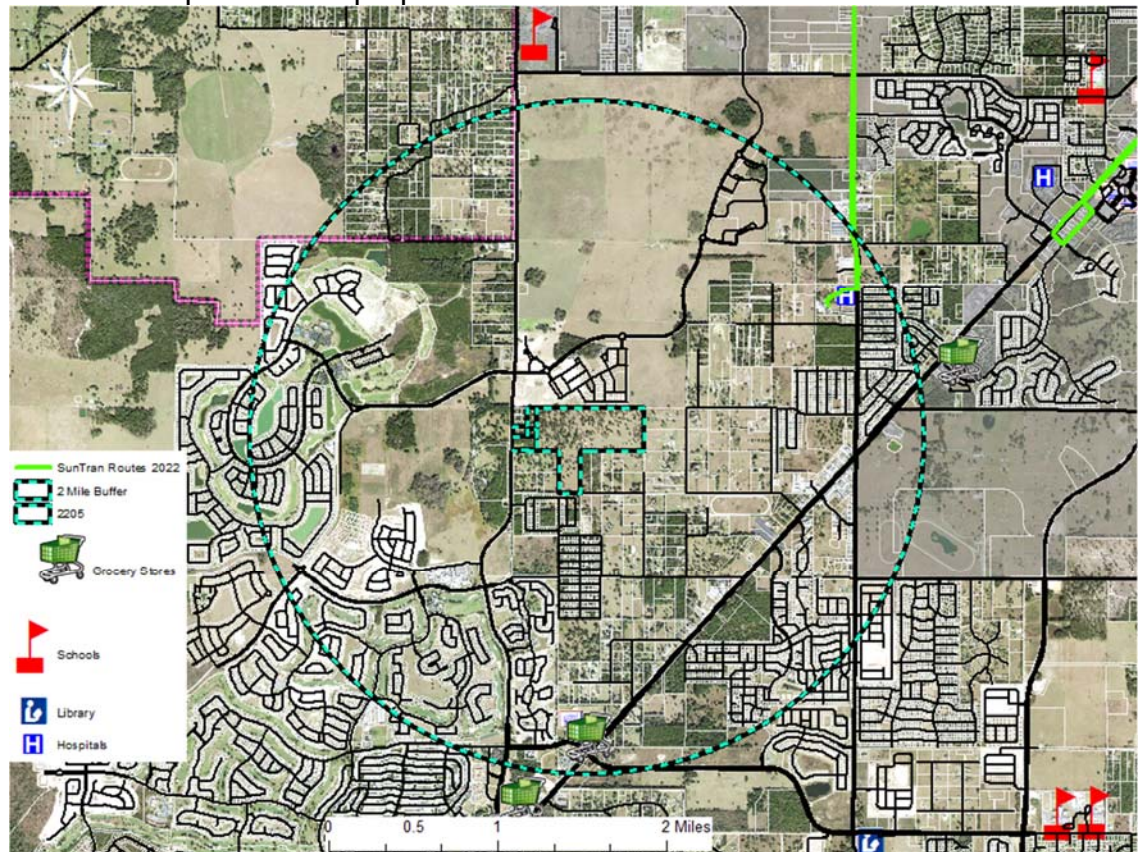 H
H
SunTran Routes 2022
2 Mile Buffer
2205
Grocery Stores
Schools
Library
H Hospitals
0 0.5 1 2 Miles